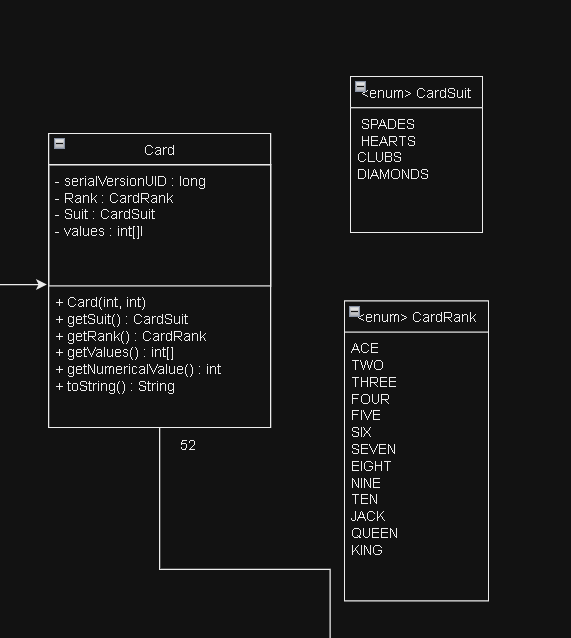 Card
- serialVersionUID : long
- Rank : CardRank
- Suit : CardSuit
- values : int[]l
+ Card(int, int)
+ getSuit() : CardSuit
+ getRank() : CardRank
+ getValues() : int[]
+ getNumericalValue() : int
+ toString() : String
52
<enum> CardSuit
SPADES
HEARTS
CLUBS
DIAMONDS
<enum> CardRank
ACE
TWO
THREE
FOUR
FIVE
SIX
SEVEN
EIGHT
NINE
TEN
JACK
QUEEN
KING